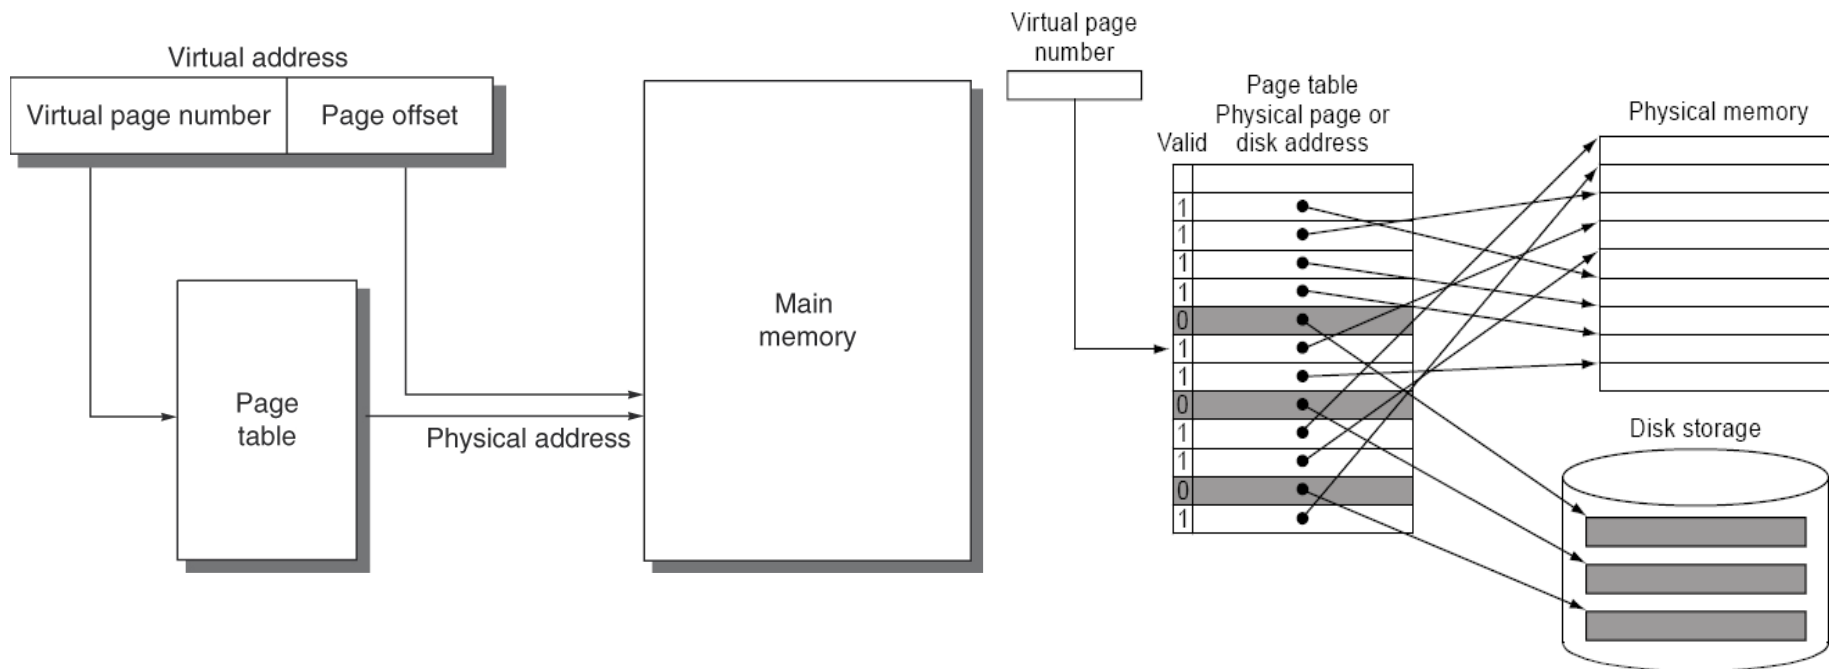 Virtual address
Virtual page number
Page offset
Page
table
Physical address
Main
memory
Virtual page
number
Page table
Physical page or
Valid disk address
1
1
1
1
0
1
1
0
1
1
0
1
Physical memory
Disk storage